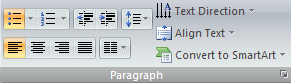 Text Direction
Align Text
Convert to SmartArt
Paragraph